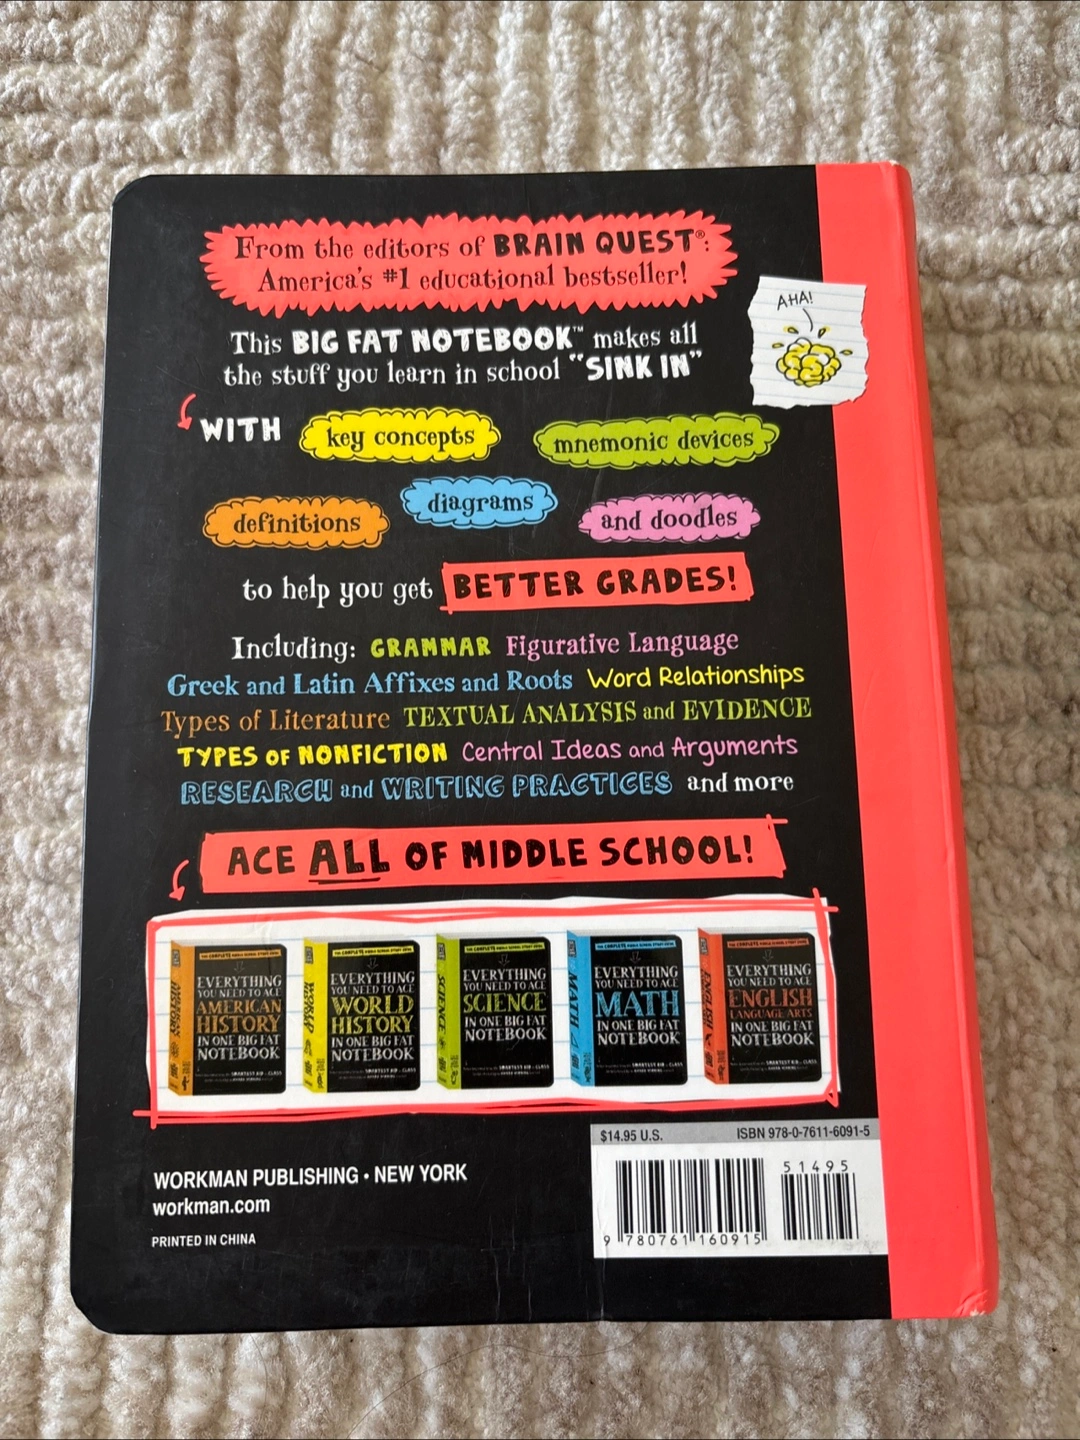 From the editors of BRAIN QUEST®:
America's #1 educational bestseller!
AHA!
This BIG FAT NOTEBOOK™ makes all
the stuff you learn in school "SINK IN"
WITH key concepts mnemonic devices
definitions diagrams and doodles
to help you get BETTER GRADES!
Including: GRAMMAR Figurative Language
Greek and Latin Affixes and Roots Word Relationships
Types of Literature TEXTUAL ANALYSIS and EVIDENCE
TYPES OF NONFICTION Central Ideas and Arguments
RESEARCH and WRITING PRACTICES and more
ACE ALL OF MIDDLE SCHOOL!
EVERYTHING
YOU NEED TO ACE
AMERICAN
HISTORY
IN ONE BIG FAT
NOTEBOOK
EVERYTHING
YOU NEED TO ACE
WORLD
HISTORY
IN ONE BIG FAT
NOTEBOOK
SCIENCE
EVERYTHING
YOU NEED TO ACE
SCIENCE
IN ONE BIG FAT
NOTEBOOK
MATH
EVERYTHING
YOU NEED TO ACE
MATH
IN ONE BIG FAT
NOTEBOOK
ENGLISH
EVERYTHING
YOU NEED TO ACE
ENGLISH
LANGUAGE ARTS
IN ONE BIG FAT
NOTEBOOK
WORKMAN PUBLISHING • NEW YORK
workman.com
PRINTED IN CHINA
$14.95 U.S. ISBN 978-0-7611-6091-5
51495
9 780761 160915